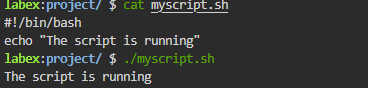 labex:project/ $ cat myscript.sh
#!/bin/bash
echo "The script is running"
labex:project/ $ ./myscript.sh
The script is running